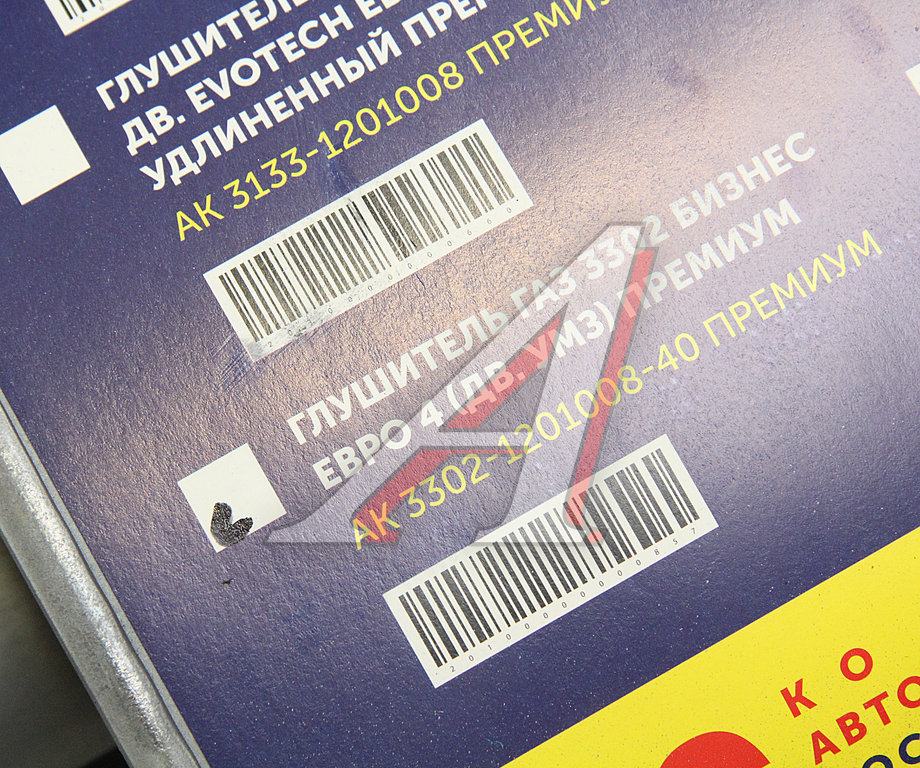 ГЛУШИТЕЛЬ
ДВ. EVOTECH
УДЛИНЕННЫЙ
АК 3133-1201008 ПРЕМИУМ
ГЛУШИТЕЛЬ ГАЗ 3302 БИЗНЕС
ЕВРО 4 (ДВ. УМЗ) ПРЕМИУМ
АК 3302-1201008-40 ПРЕМИУМ
2010000000857
К О
АВТО